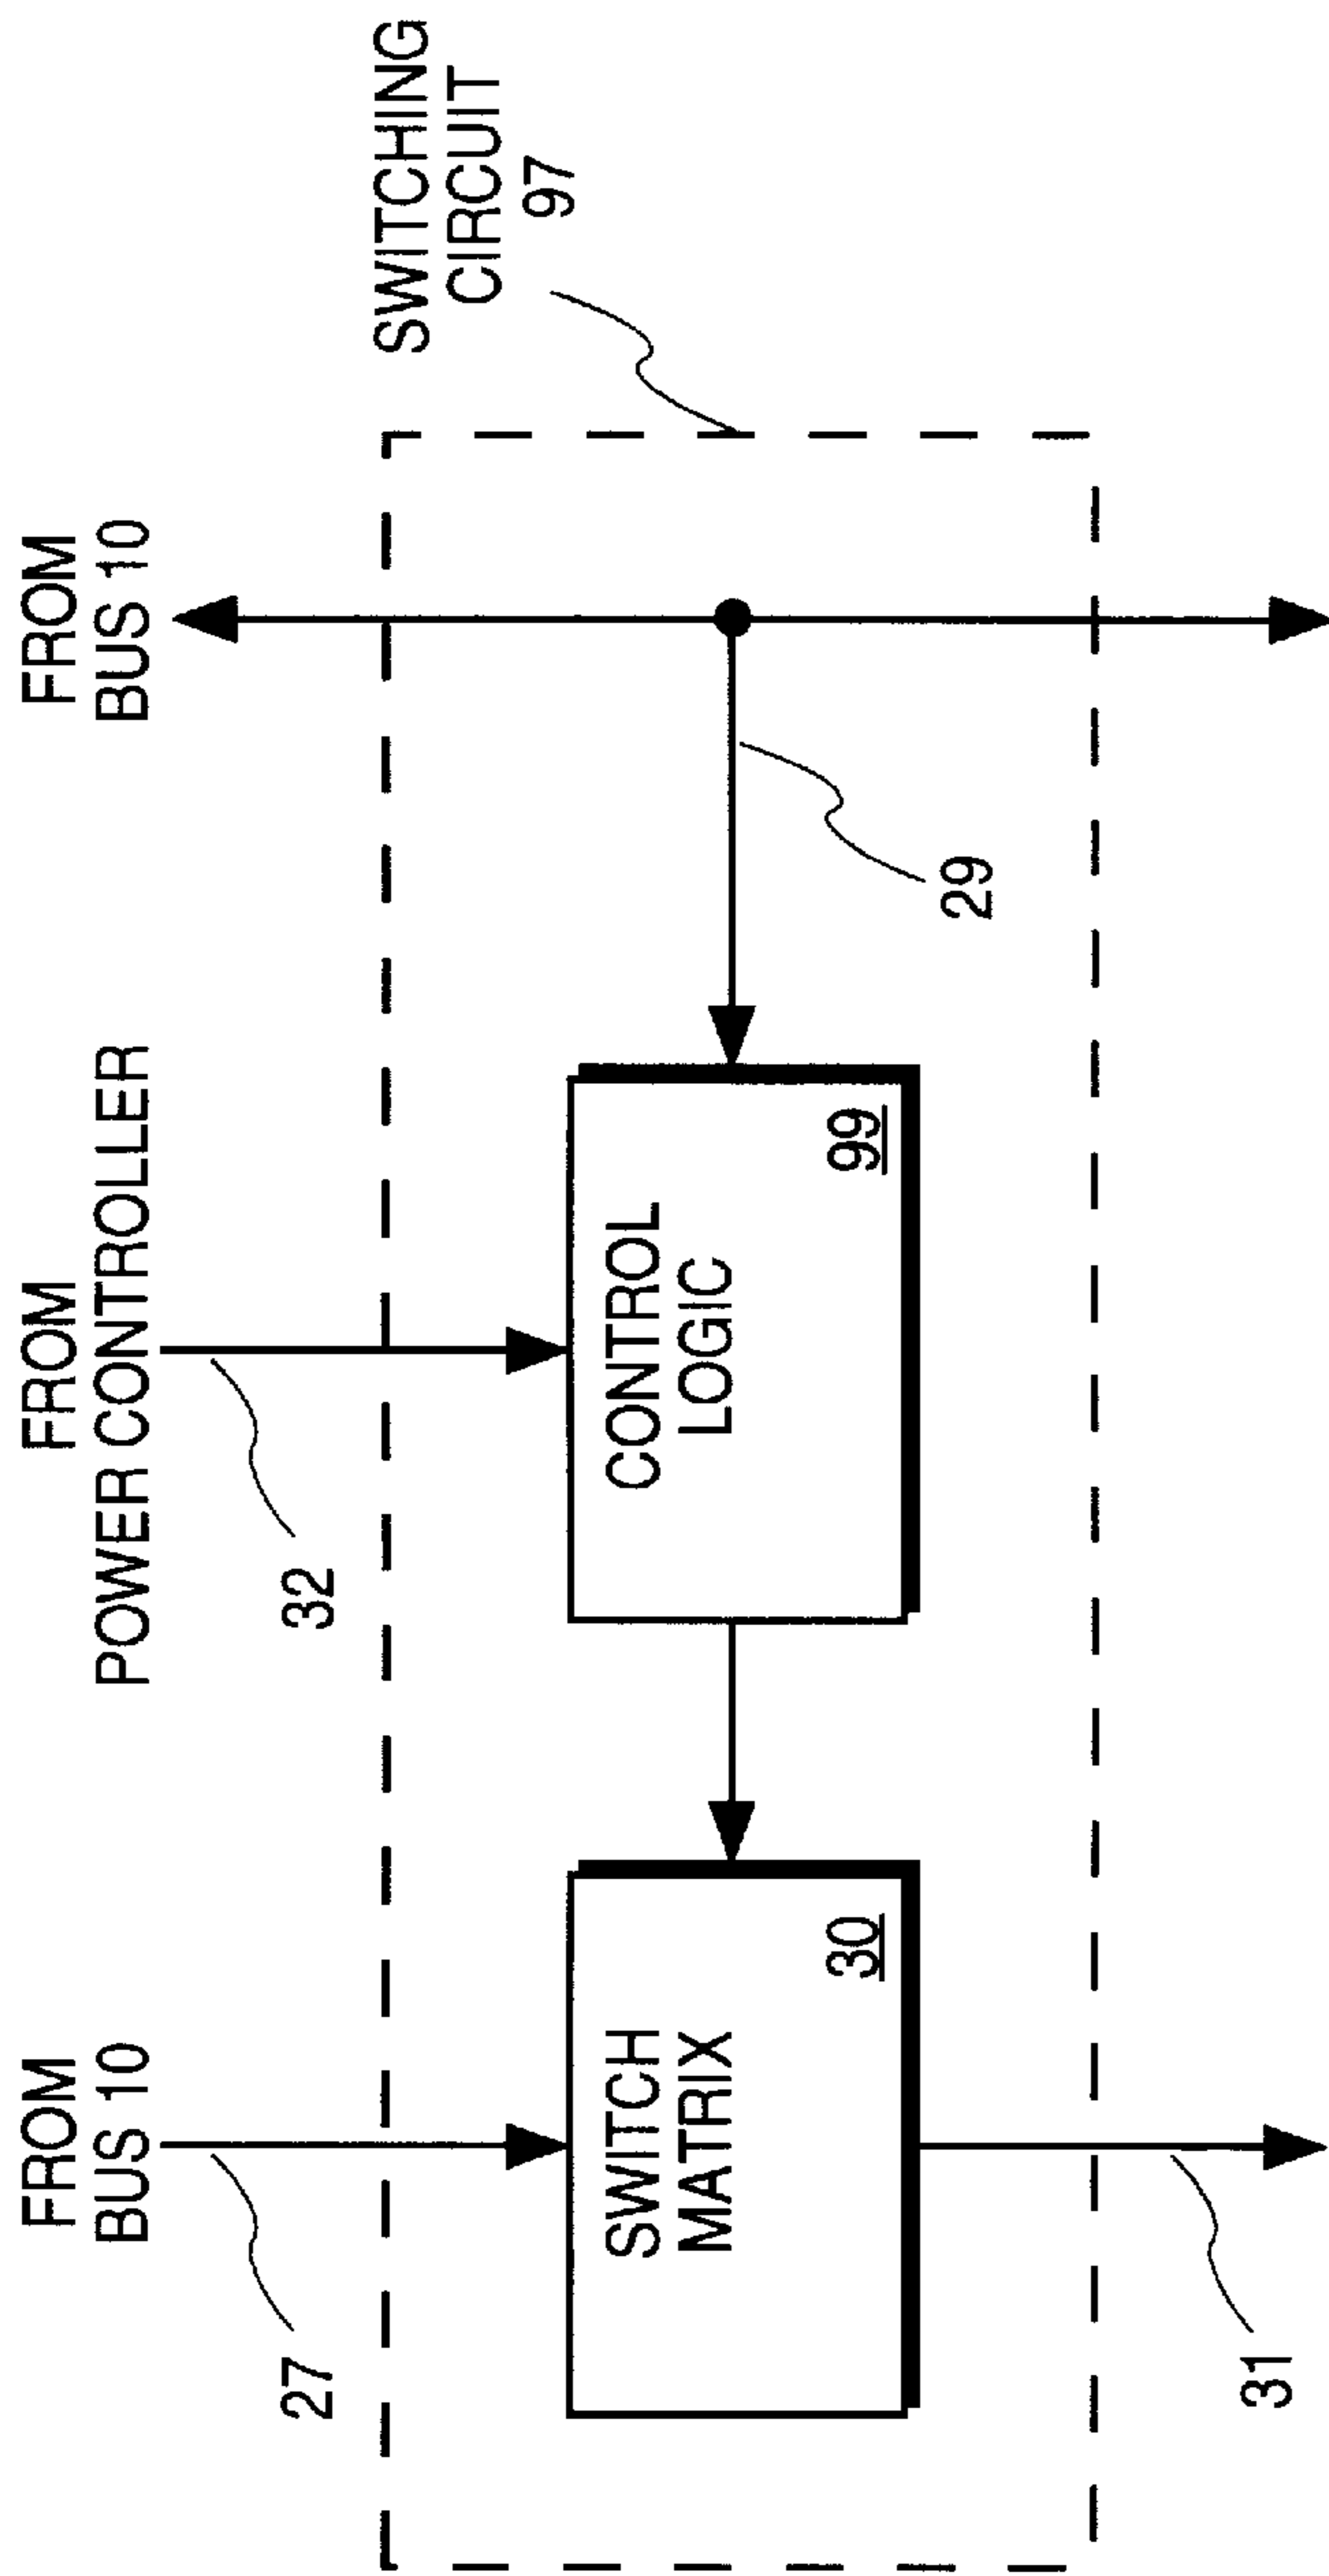 FROM
BUS 10
FROM
POWER CONTROLLER
FROM
BUS 10
SWITCHING
CIRCUIT
97
27
32
SWITCH
MATRIX
30
CONTROL
LOGIC
99
29
31